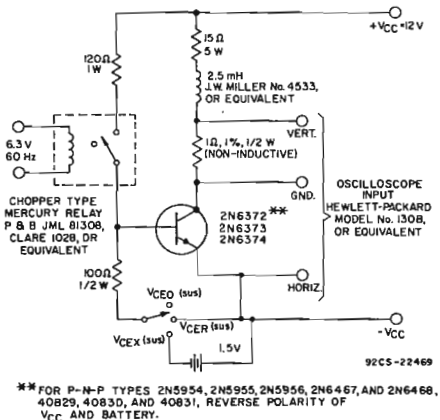 +VCC=12V
15Ω
5 W
120Ω
1W
2.5 mH
J.W. MILLER No. 4533,
OR EQUIVALENT
VERT.
6.3 V
60 Hz
1Ω, 1%, 1/2 W
(NON-INDUCTIVE)
GND.
CHOPPER TYPE
MERCURY RELAY
P & B JML 81308,
CLARE 1028, OR
EQUIVALENT
2N6372 **
2N6373
2N6374
OSCILLOSCOPE
INPUT
HEWLETT-PACKARD
MODEL No. 130B,
OR EQUIVALENT
100Ω
1/2 W
HORIZ.
VCEO (sus)
VCER (sus)
VCEX (sus)
-VCC
1.5V
92CS-22469
**FOR P-N-P TYPES 2N5954, 2N5955, 2N5956, 2N6467, AND 2N6468,
40829, 40830, AND 40831, REVERSE POLARITY OF
VCC AND BATTERY.